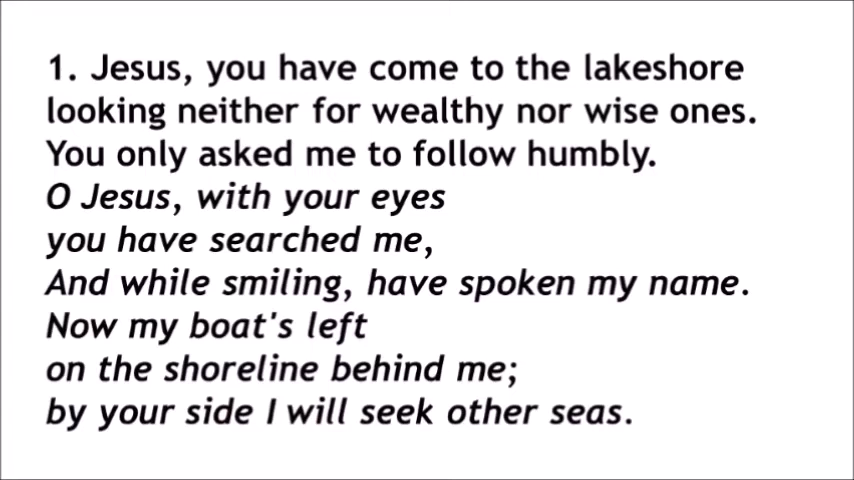 1. Jesus, you have come to the lakeshore
looking neither for wealthy nor wise ones.
You only asked me to follow humbly.
O Jesus, with your eyes
you have searched me,
And while smiling, have spoken my name.
Now my boat's left
on the shoreline behind me;
by your side I will seek other seas.